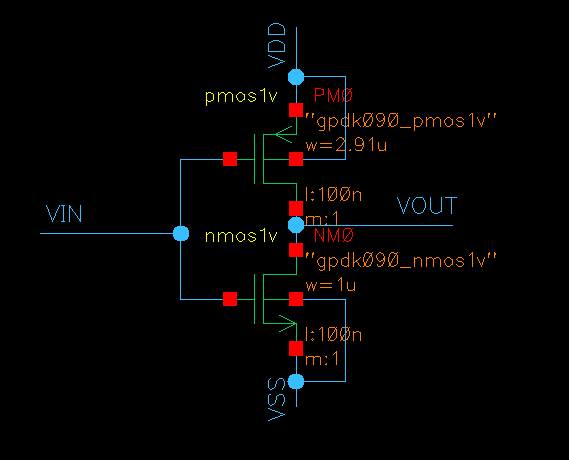 VDD
pmos1v PM0
"gpdk090_pmos1v"
w=2.91u
l:100n
m:1
VIN
VOUT
nmos1v NM0
"gpdk090_nmos1v"
w=1u
l:100n
m:1
VSS